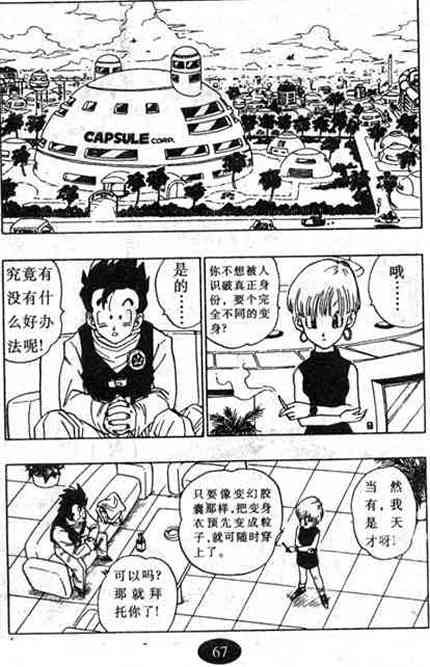 CAPSULE CORP.
哦……
你不想被人
识破真正身
份，要个完
全不同的变
身？
是的……
究竟有
没有什
么好办
法呢！
当然
有，我
是天
才呀！
只要像变幻胶
囊那样，把变身
衣预先变成粒
子，就可随时穿
上了。
可以吗？
那就拜
托你了！
67